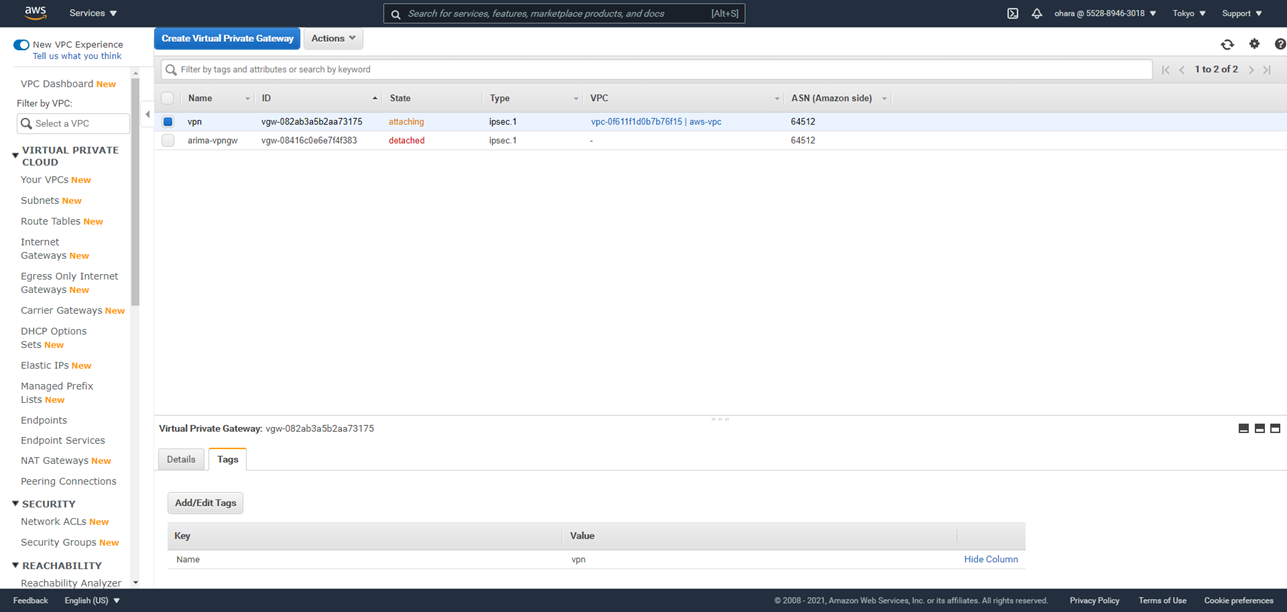 aws
Services
Search for services, features, marketplace products, and docs
[Alt+S]
ohara @ 5528-8946-3018
Tokyo
Support
New VPC Experience
Tell us what you think
VPC Dashboard New
Filter by VPC:
Select a VPC
VIRTUAL PRIVATE
CLOUD
Your VPCs New
Subnets New
Route Tables New
Internet
Gateways New
Egress Only Internet
Gateways New
Carrier Gateways New
DHCP Options
Sets New
Elastic IPs New
Managed Prefix
Lists New
Endpoints
Endpoint Services
NAT Gateways New
Peering Connections
SECURITY
Network ACLs New
Security Groups New
REACHABILITY
Reachability Analyzer
Create Virtual Private Gateway
Actions
Filter by tags and attributes or search by keyword
1 to 2 of 2
Name ID State Type VPC ASN (Amazon side)
vpn vgw-082ab3a5b2aa73175 attaching ipsec.1 vpc-0f611f1d0b7b76f15 | aws-vpc 64512
arima-vpngw vgw-08416c0e6e7f4f383 detached ipsec.1 - 64512
Virtual Private Gateway: vgw-082ab3a5b2aa73175
Details
Tags
Add/Edit Tags
Key Value
Name vpn Hide Column
Feedback
English (US)
© 2008 - 2021, Amazon Web Services, Inc. or its affiliates. All rights reserved.
Privacy Policy
Terms of Use
Cookie preferences